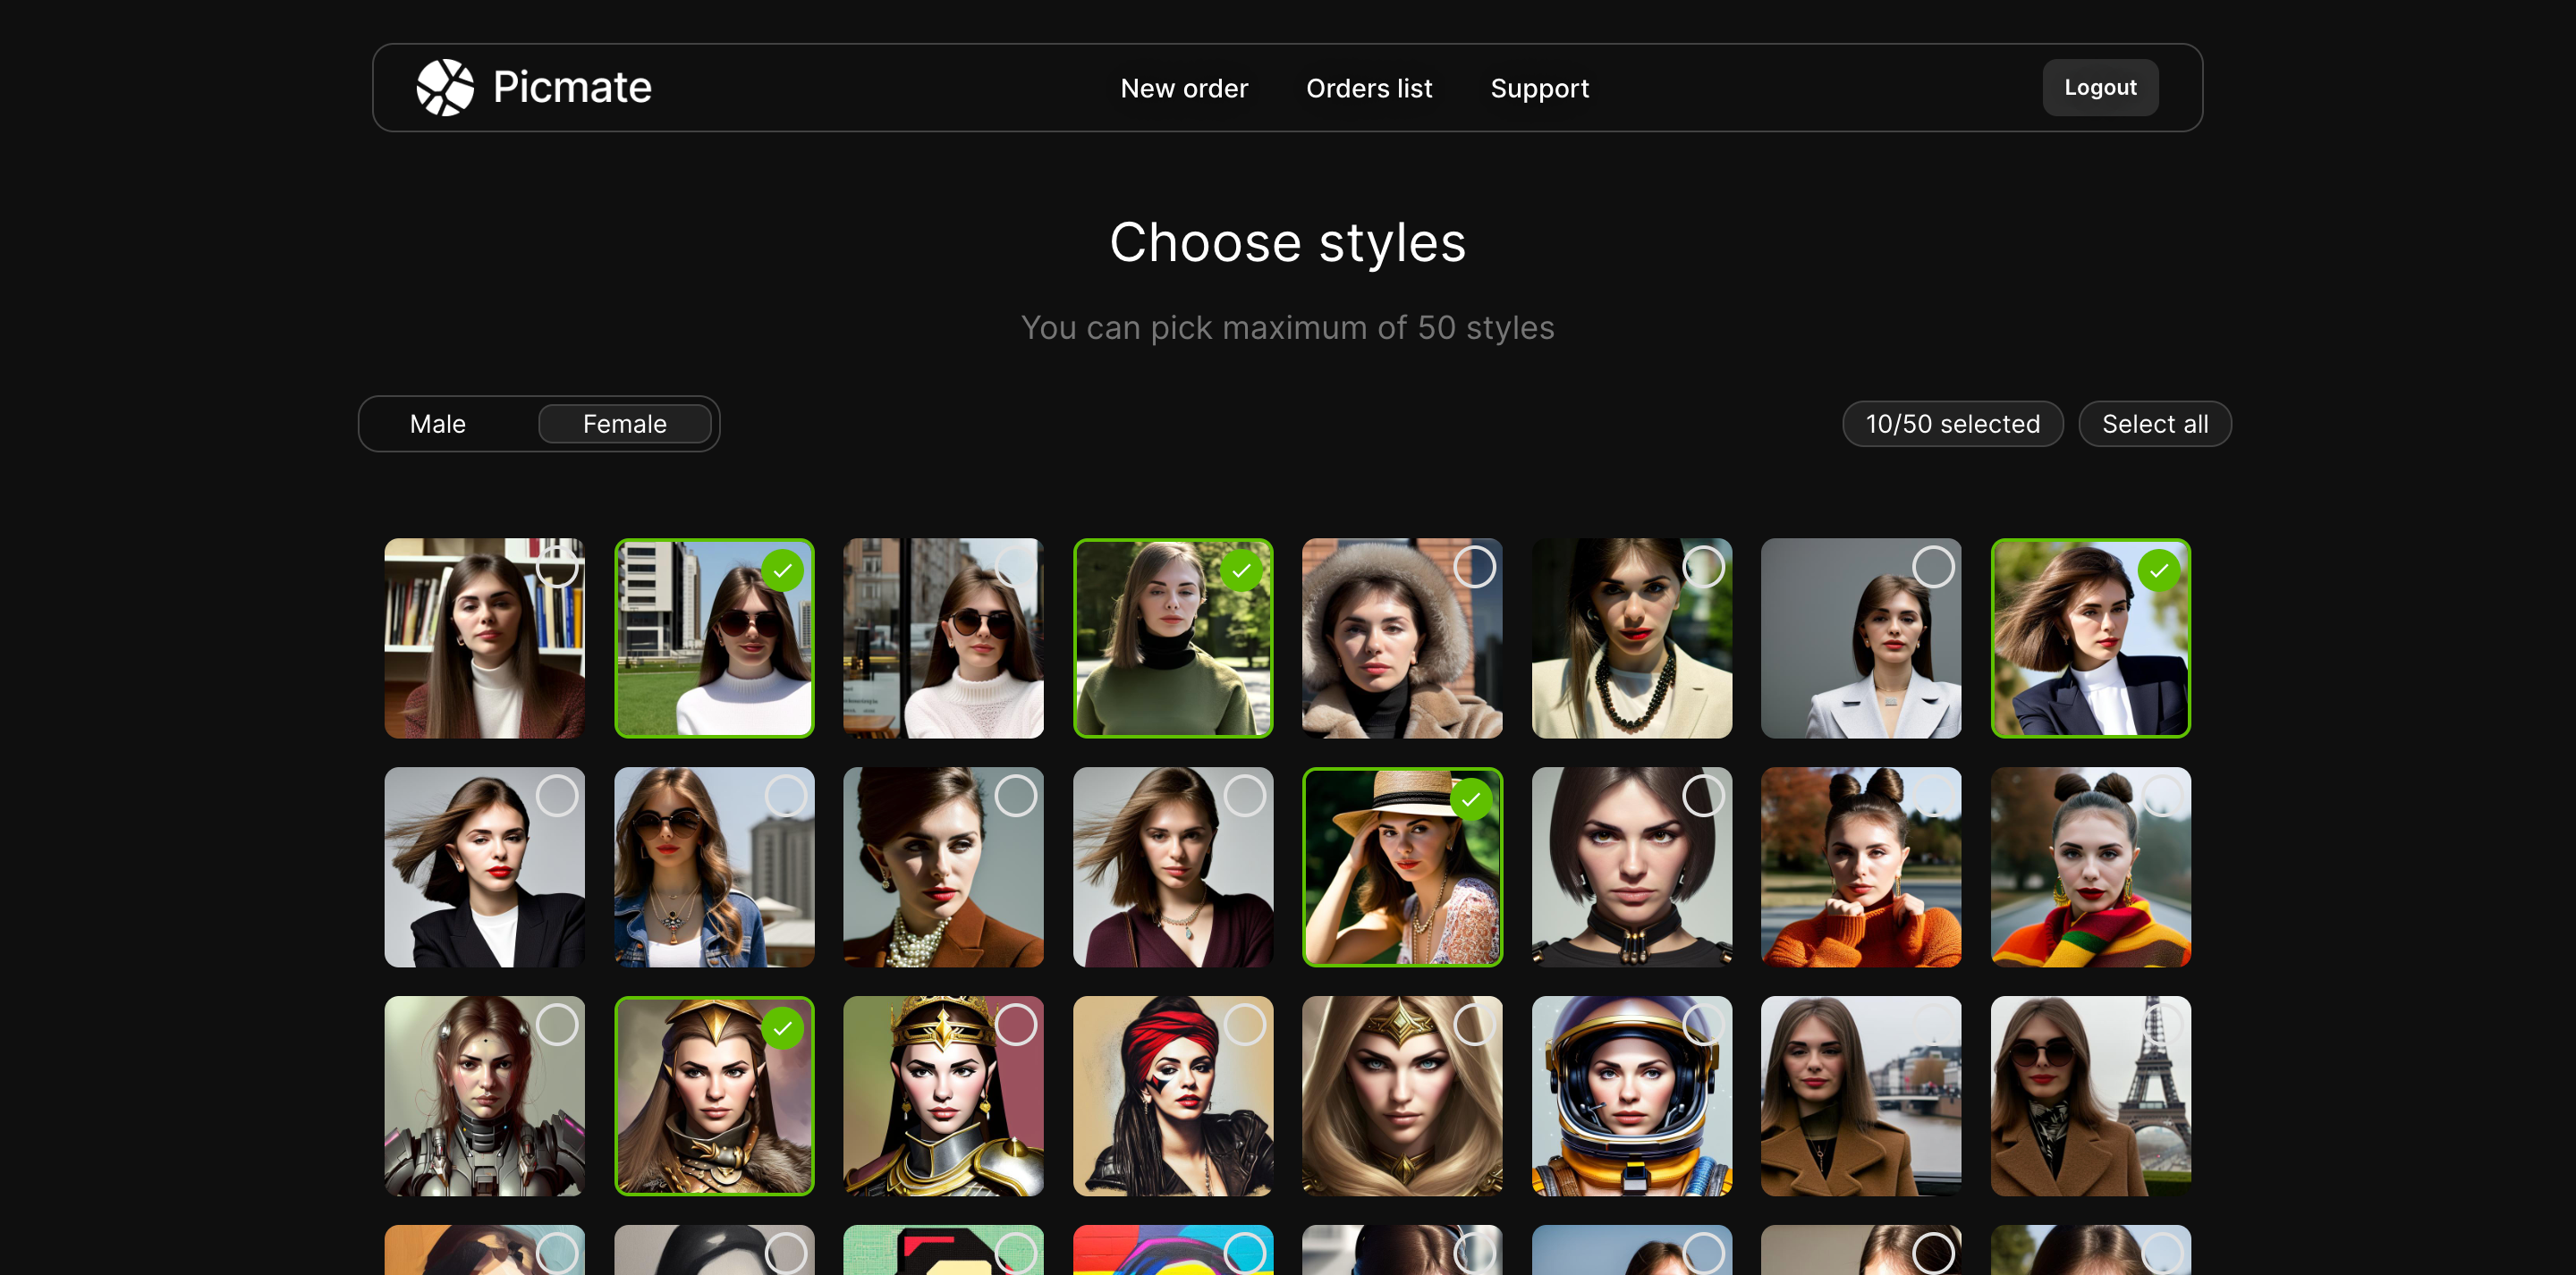 Picmate
New order
Orders list
Support
Logout
Choose styles
You can pick maximum of 50 styles
Male
Female
10/50 selected
Select all